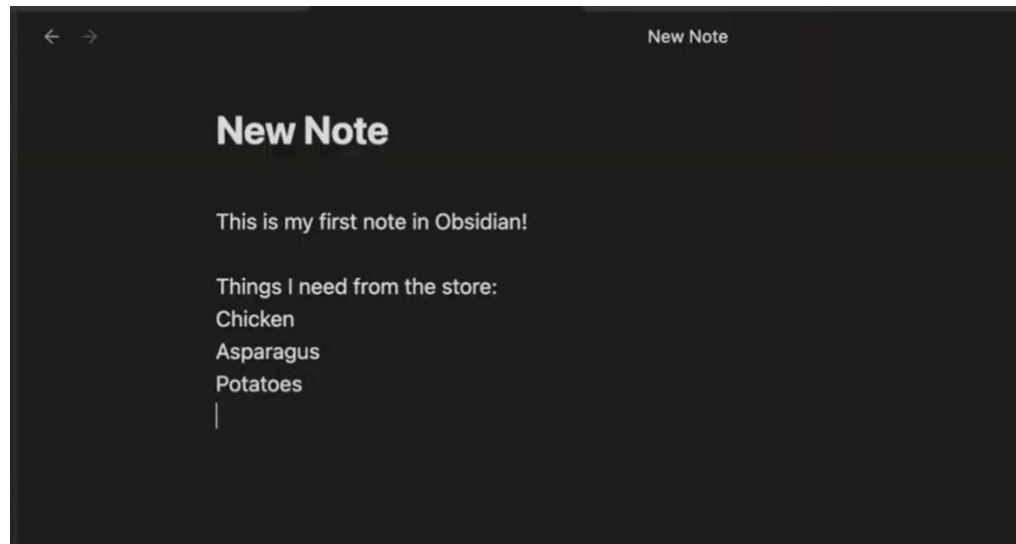 New Note
New Note
This is my first note in Obsidian!
Things I need from the store:
Chicken
Asparagus
Potatoes